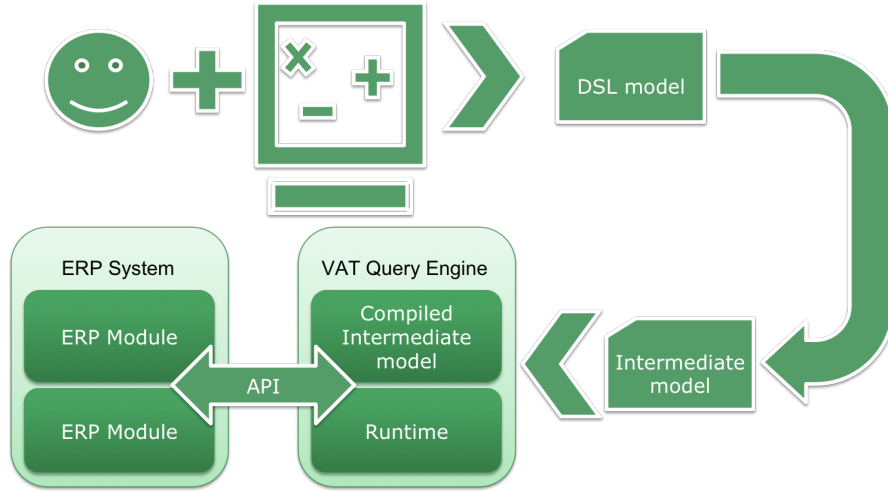 DSL model
ERP System
ERP Module
API
ERP Module
VAT Query Engine
Compiled
Intermediate
model
Runtime
Intermediate
model